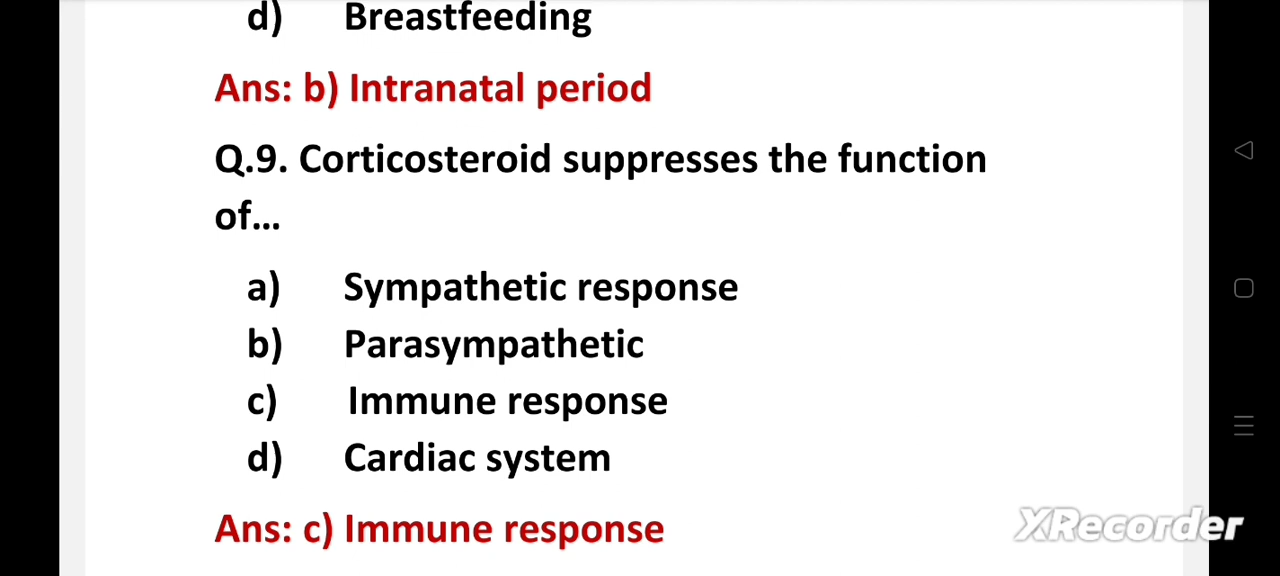 d) Breastfeeding
Ans: b) Intranatal period
Q.9. Corticosteroid suppresses the function
of...
a) Sympathetic response
b) Parasympathetic
c) Immune response
d) Cardiac system
Ans: c) Immune response
XRecorder